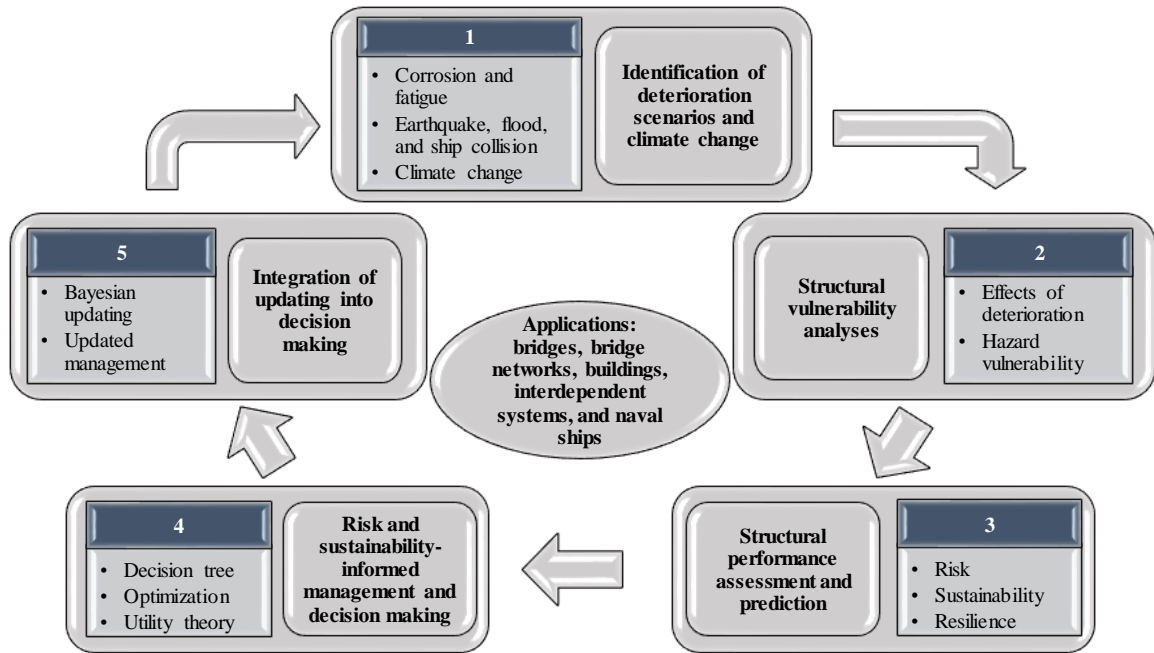 1
• Corrosion and
fatigue
• Earthquake, flood,
and ship collision
• Climate change
Identification of
deterioration
scenarios and
climate change
2
• Effects of
deterioration
• Hazard
vulnerability
Structural
vulnerability
analyses
3
• Risk
• Sustainability
• Resilience
Structural
performance
assessment and
prediction
4
• Decision tree
• Optimization
• Utility theory
Risk and
sustainability-
informed
management and
decision making
5
• Bayesian
updating
• Updated
management
Integration of
updating into
decision
making
Applications:
bridges, bridge
networks, buildings,
interdependent
systems, and naval
ships